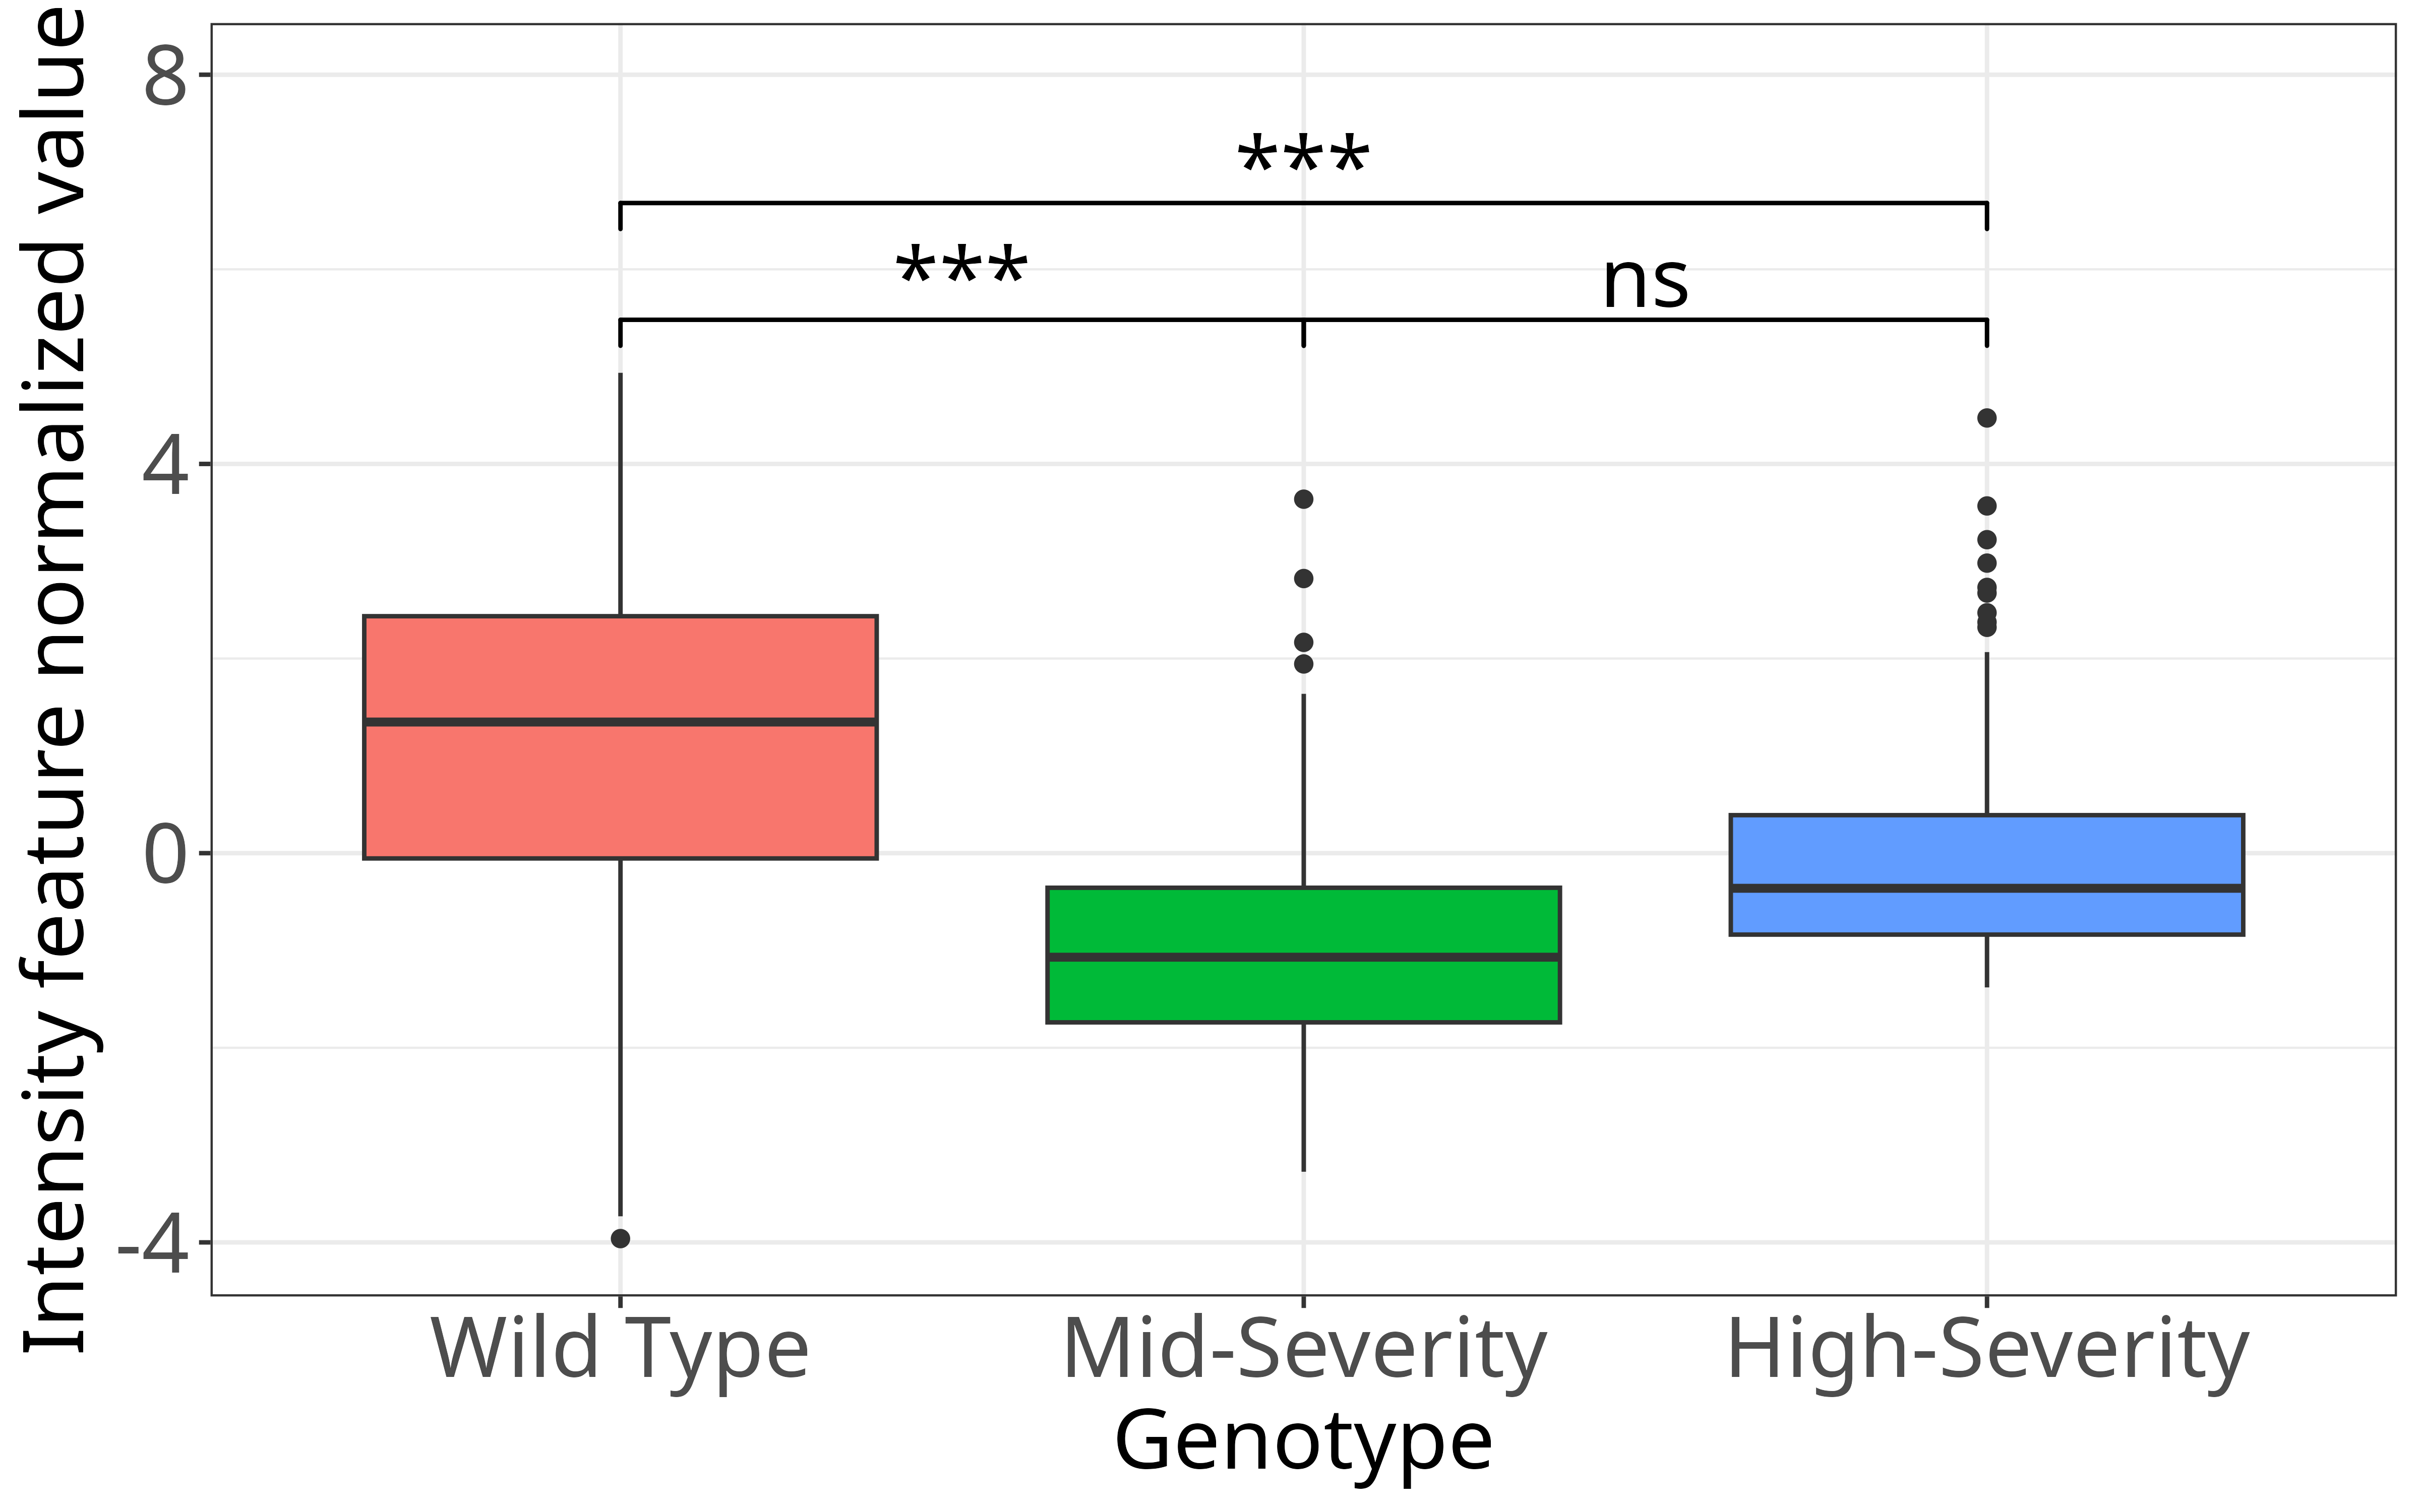 Intensity feature normalized value
8
4
0
-4
***
***
ns
Wild Type
Mid-Severity
High-Severity
Genotype